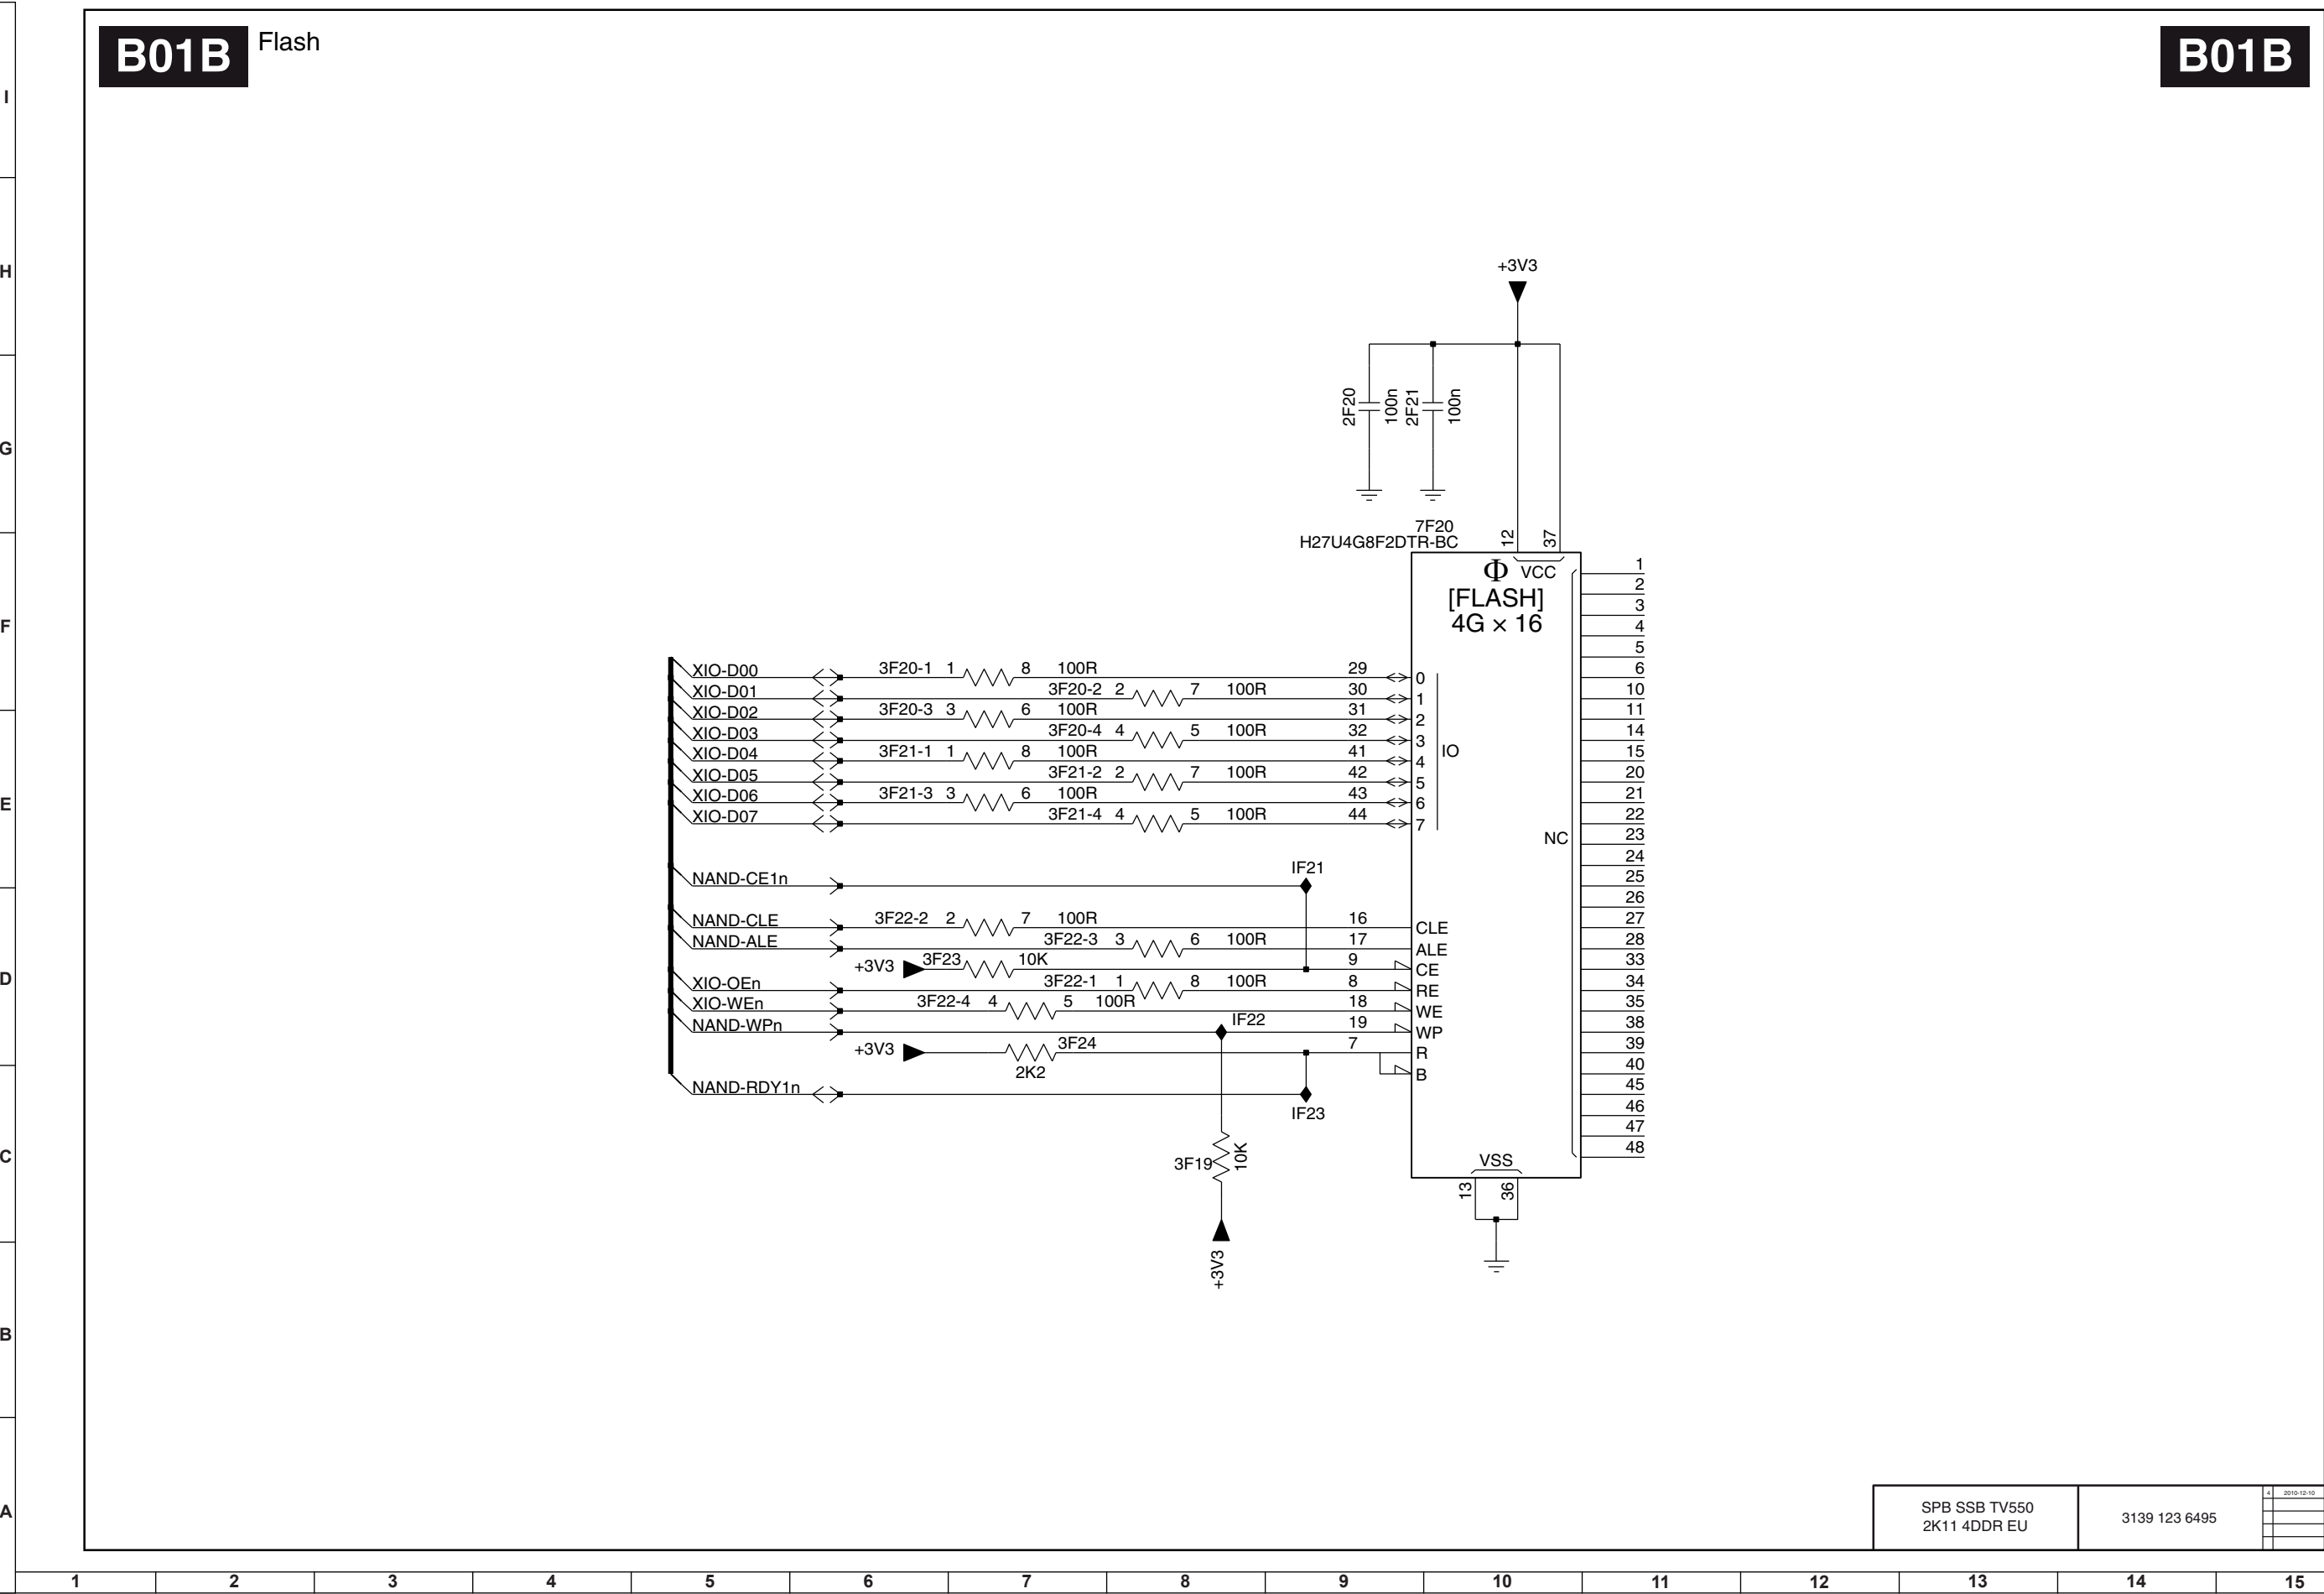 B01B Flash B01B
I
H
G
F
E
D
C
B
A
+3V3
2F20 100n 2F21 100n
7F20
H27U4G8F2DTR-BC
12 37
Φ VCC
[FLASH]
4G × 16
XIO-D00 3F20-1 1 8 100R 29 0
XIO-D01 3F20-2 2 7 100R 30 1
XIO-D02 3F20-3 3 6 100R 31 2
XIO-D03 3F20-4 4 5 100R 32 3
XIO-D04 3F21-1 1 8 100R 41 4
XIO-D05 3F21-2 2 7 100R 42 5
XIO-D06 3F21-3 3 6 100R 43 6
XIO-D07 3F21-4 4 5 100R 44 7
IO
NAND-CE1n IF21
NAND-CLE 3F22-2 2 7 100R 16 CLE
NAND-ALE 3F22-3 3 6 100R 17 ALE
+3V3 3F23 10K 9 CE
XIO-OEn 3F22-1 1 8 100R 8 RE
XIO-WEn 3F22-4 4 5 100R 18 WE
NAND-WPn IF22 19 WP
+3V3 3F24 7 R
2K2 B
NAND-RDY1n
IF23
3F19 10K
+3V3
NC
1
2
3
4
5
6
10
11
14
15
20
21
22
23
24
25
26
27
28
33
34
35
38
39
40
45
46
47
48
VSS
13 36
SPB SSB TV550
2K11 4DDR EU
3139 123 6495
4 2010-12-10
1 2 3 4 5 6 7 8 9 10 11 12 13 14 15